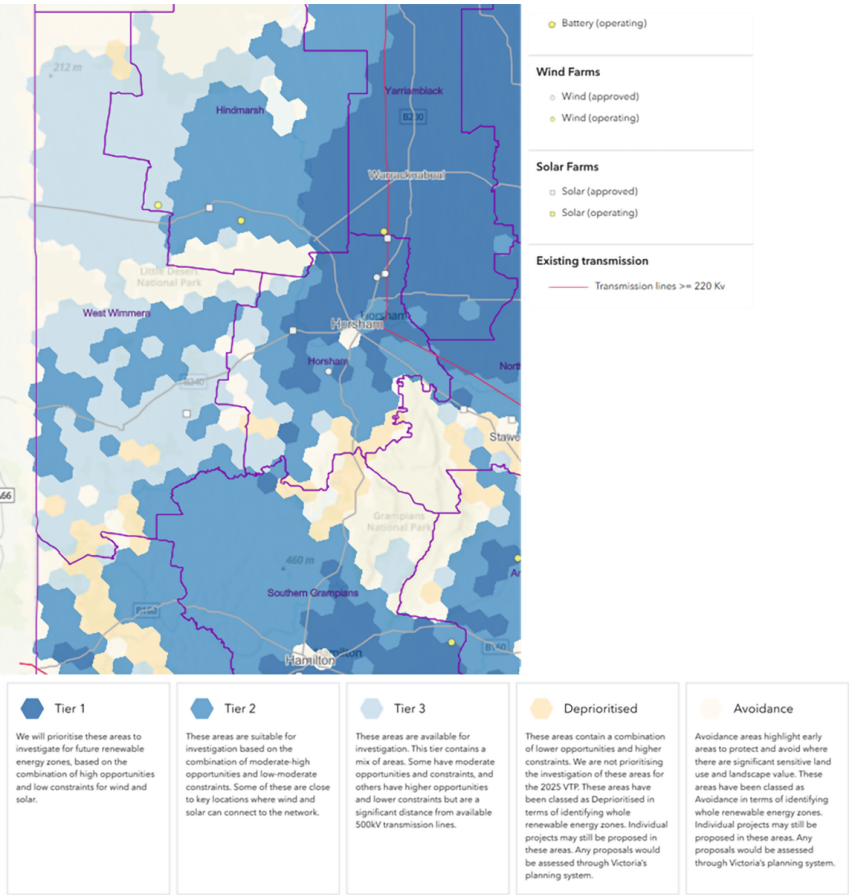 Battery (operating)
Wind Farms
Wind (approved)
Wind (operating)
Solar Farms
Solar (approved)
Solar (operating)
Existing transmission
Transmission lines >= 220 Kv
212 m
Yarriambiack
Hindmarsh
B200
Warracknabeal
Little Desert
National Park
West Wimmera
Horsham
Horsham
Horsham
North
B240
Stawe
A66
Grampians
National Park
460 m
Ar
Southern Grampians
B160
B160
Hamilton
Tier 1
We will prioritise these areas to
investigate for future renewable
energy zones, based on the
combination of high opportunities
and low constraints for wind and
solar.
Tier 2
These areas are suitable for
investigation based on the
combination of moderate-high
opportunities and low-moderate
constraints. Some of these are close
to key locations where wind and
solar can connect to the network.
Tier 3
These areas are available for
investigation. This tier contains a
mix of areas. Some have moderate
opportunities and constraints, and
others have higher opportunities
and lower constraints but are a
significant distance from available
500kV transmission lines.
Deprioritised
These areas contain a combination
of lower opportunities and higher
constraints. We are not prioritising
the investigation of these areas for
the 2025 VTP. These areas have
been classed as Deprioritised in
terms of identifying whole
renewable energy zones. Individual
projects may still be proposed in
these areas. Any proposals would
be assessed through Victoria's
planning system.
Avoidance
Avoidance areas highlight early
areas to protect and avoid where
there are significant sensitive land
use and landscape value. These
areas have been classed as
Avoidance in terms of identifying
whole renewable energy zones.
Individual projects may still be
proposed in these areas. Any
proposals would be assessed
through Victoria's planning system.